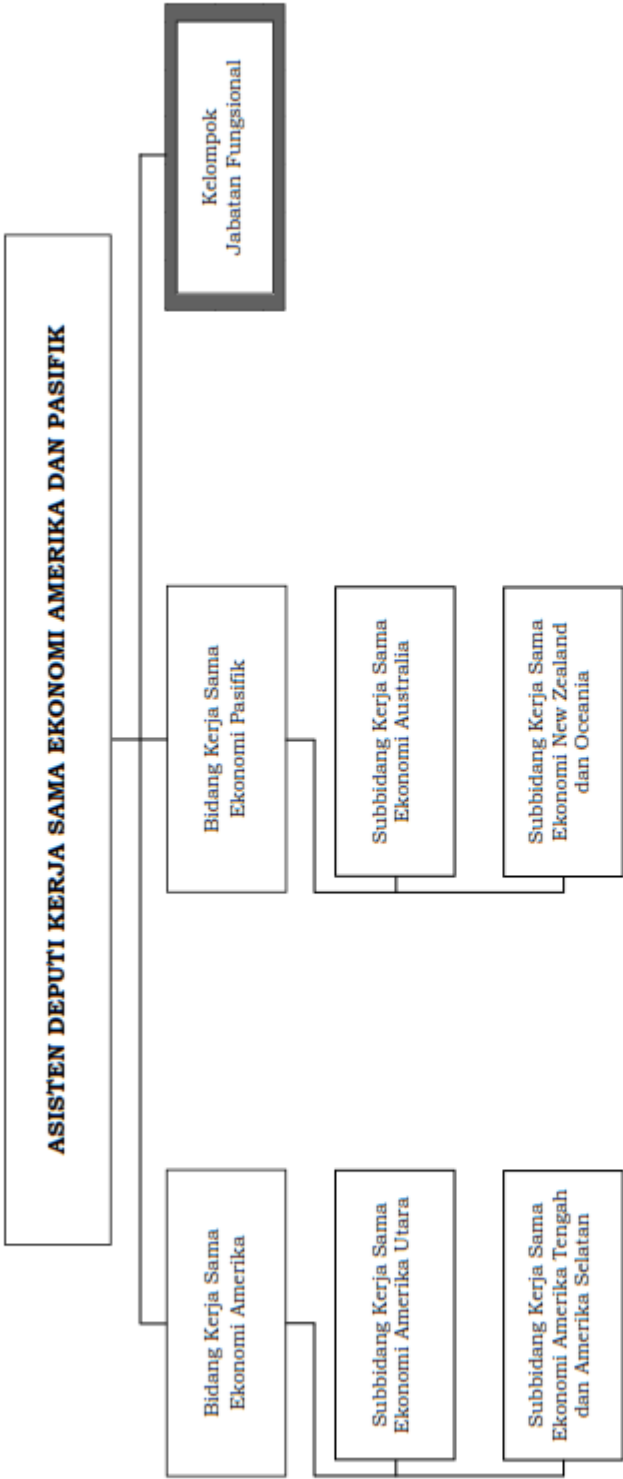 ASISTEN DEPUTI KERJA SAMA EKONOMI AMERIKA DAN PASIFIK
Bidang Kerja Sama
Ekonomi Amerika
Bidang Kerja Sama
Ekonomi Pasifik
Kelompok
Jabatan Fungsional
Subbidang Kerja Sama
Ekonomi Amerika Utara
Subbidang Kerja Sama
Ekonomi Australia
Subbidang Kerja Sama
Ekonomi Amerika Tengah
dan Amerika Selatan
Subbidang Kerja Sama
Ekonomi New Zealand
dan Oceania